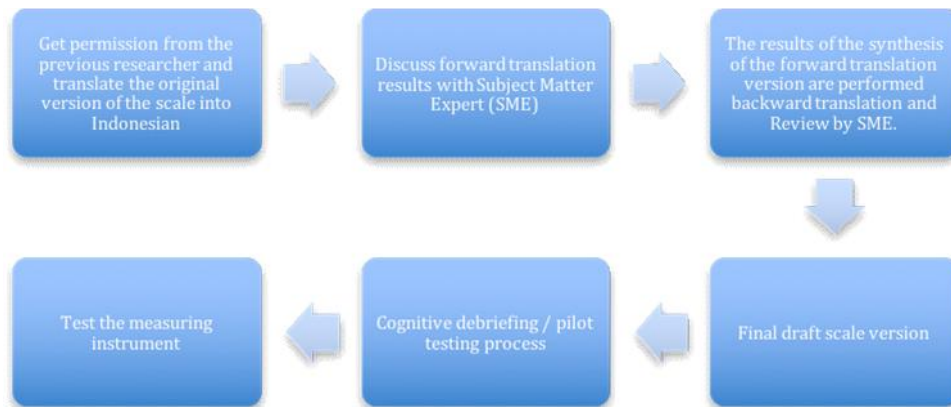 Get permission from the
previous researcher and
translate the original
version of the scale into
Indonesian
Discuss forward translation
results with Subject Matter
Expert (SME)
The results of the synthesis
of the forward translation
version are performed
backward translation and
Review by SME.
Final draft scale version
Cognitive debriefing / pilot
testing process
Test the measuring
instrument